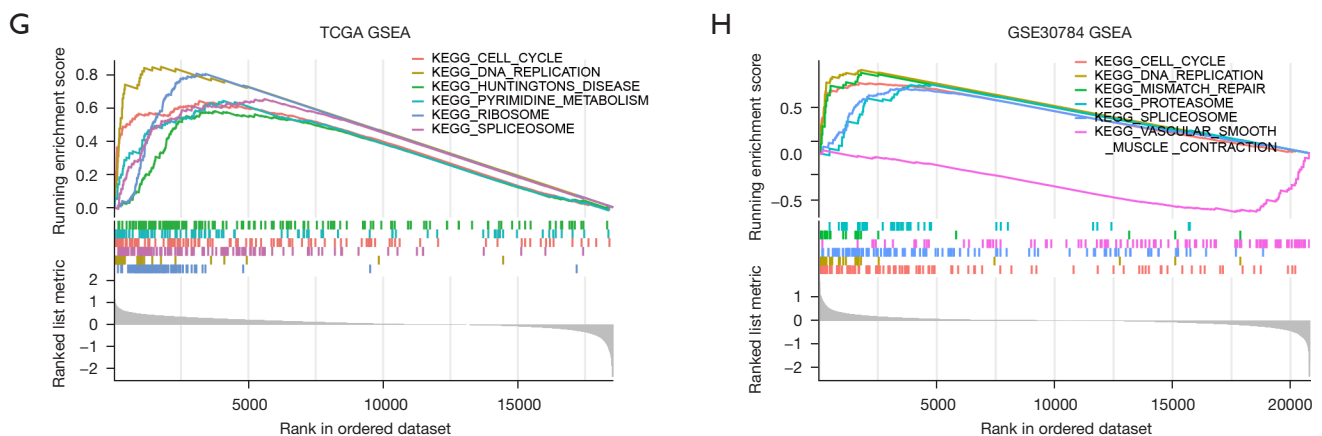 G
TCGA GSEA
Running enrichment score
0.8
0.6
0.4
0.2
0.0
KEGG_CELL_CYCLE
KEGG_DNA_REPLICATION
KEGG_HUNTINGTONS_DISEASE
KEGG_PYRIMIDINE_METABOLISM
KEGG_RIBOSOME
KEGG_SPLICEOSOME
Ranked list metric
2
1
0
−1
−2
5000 10000 15000
Rank in ordered dataset
H
GSE30784 GSEA
Running enrichment score
0.5
0.0
−0.5
KEGG_CELL_CYCLE
KEGG_DNA_REPLICATION
KEGG_MISMATCH_REPAIR
KEGG_PROTEASOME
KEGG_SPLICEOSOME
KEGG_VASCULAR_SMOOTH
_MUSCLE_CONTRACTION
Ranked list metric
1
0
−1
−2
5000 10000 15000 20000
Rank in ordered dataset